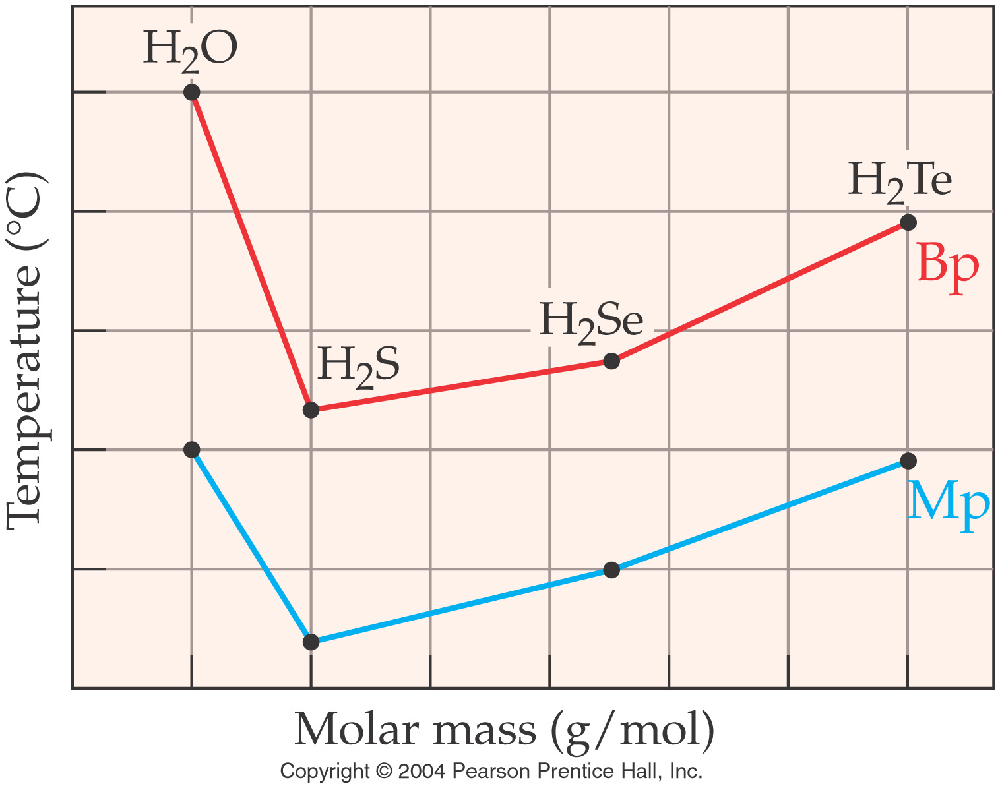 H₂O
H₂Te
Bp
H₂Se
H₂S
Mp
Temperature (°C)
Molar mass (g/mol)
Copyright © 2004 Pearson Prentice Hall, Inc.